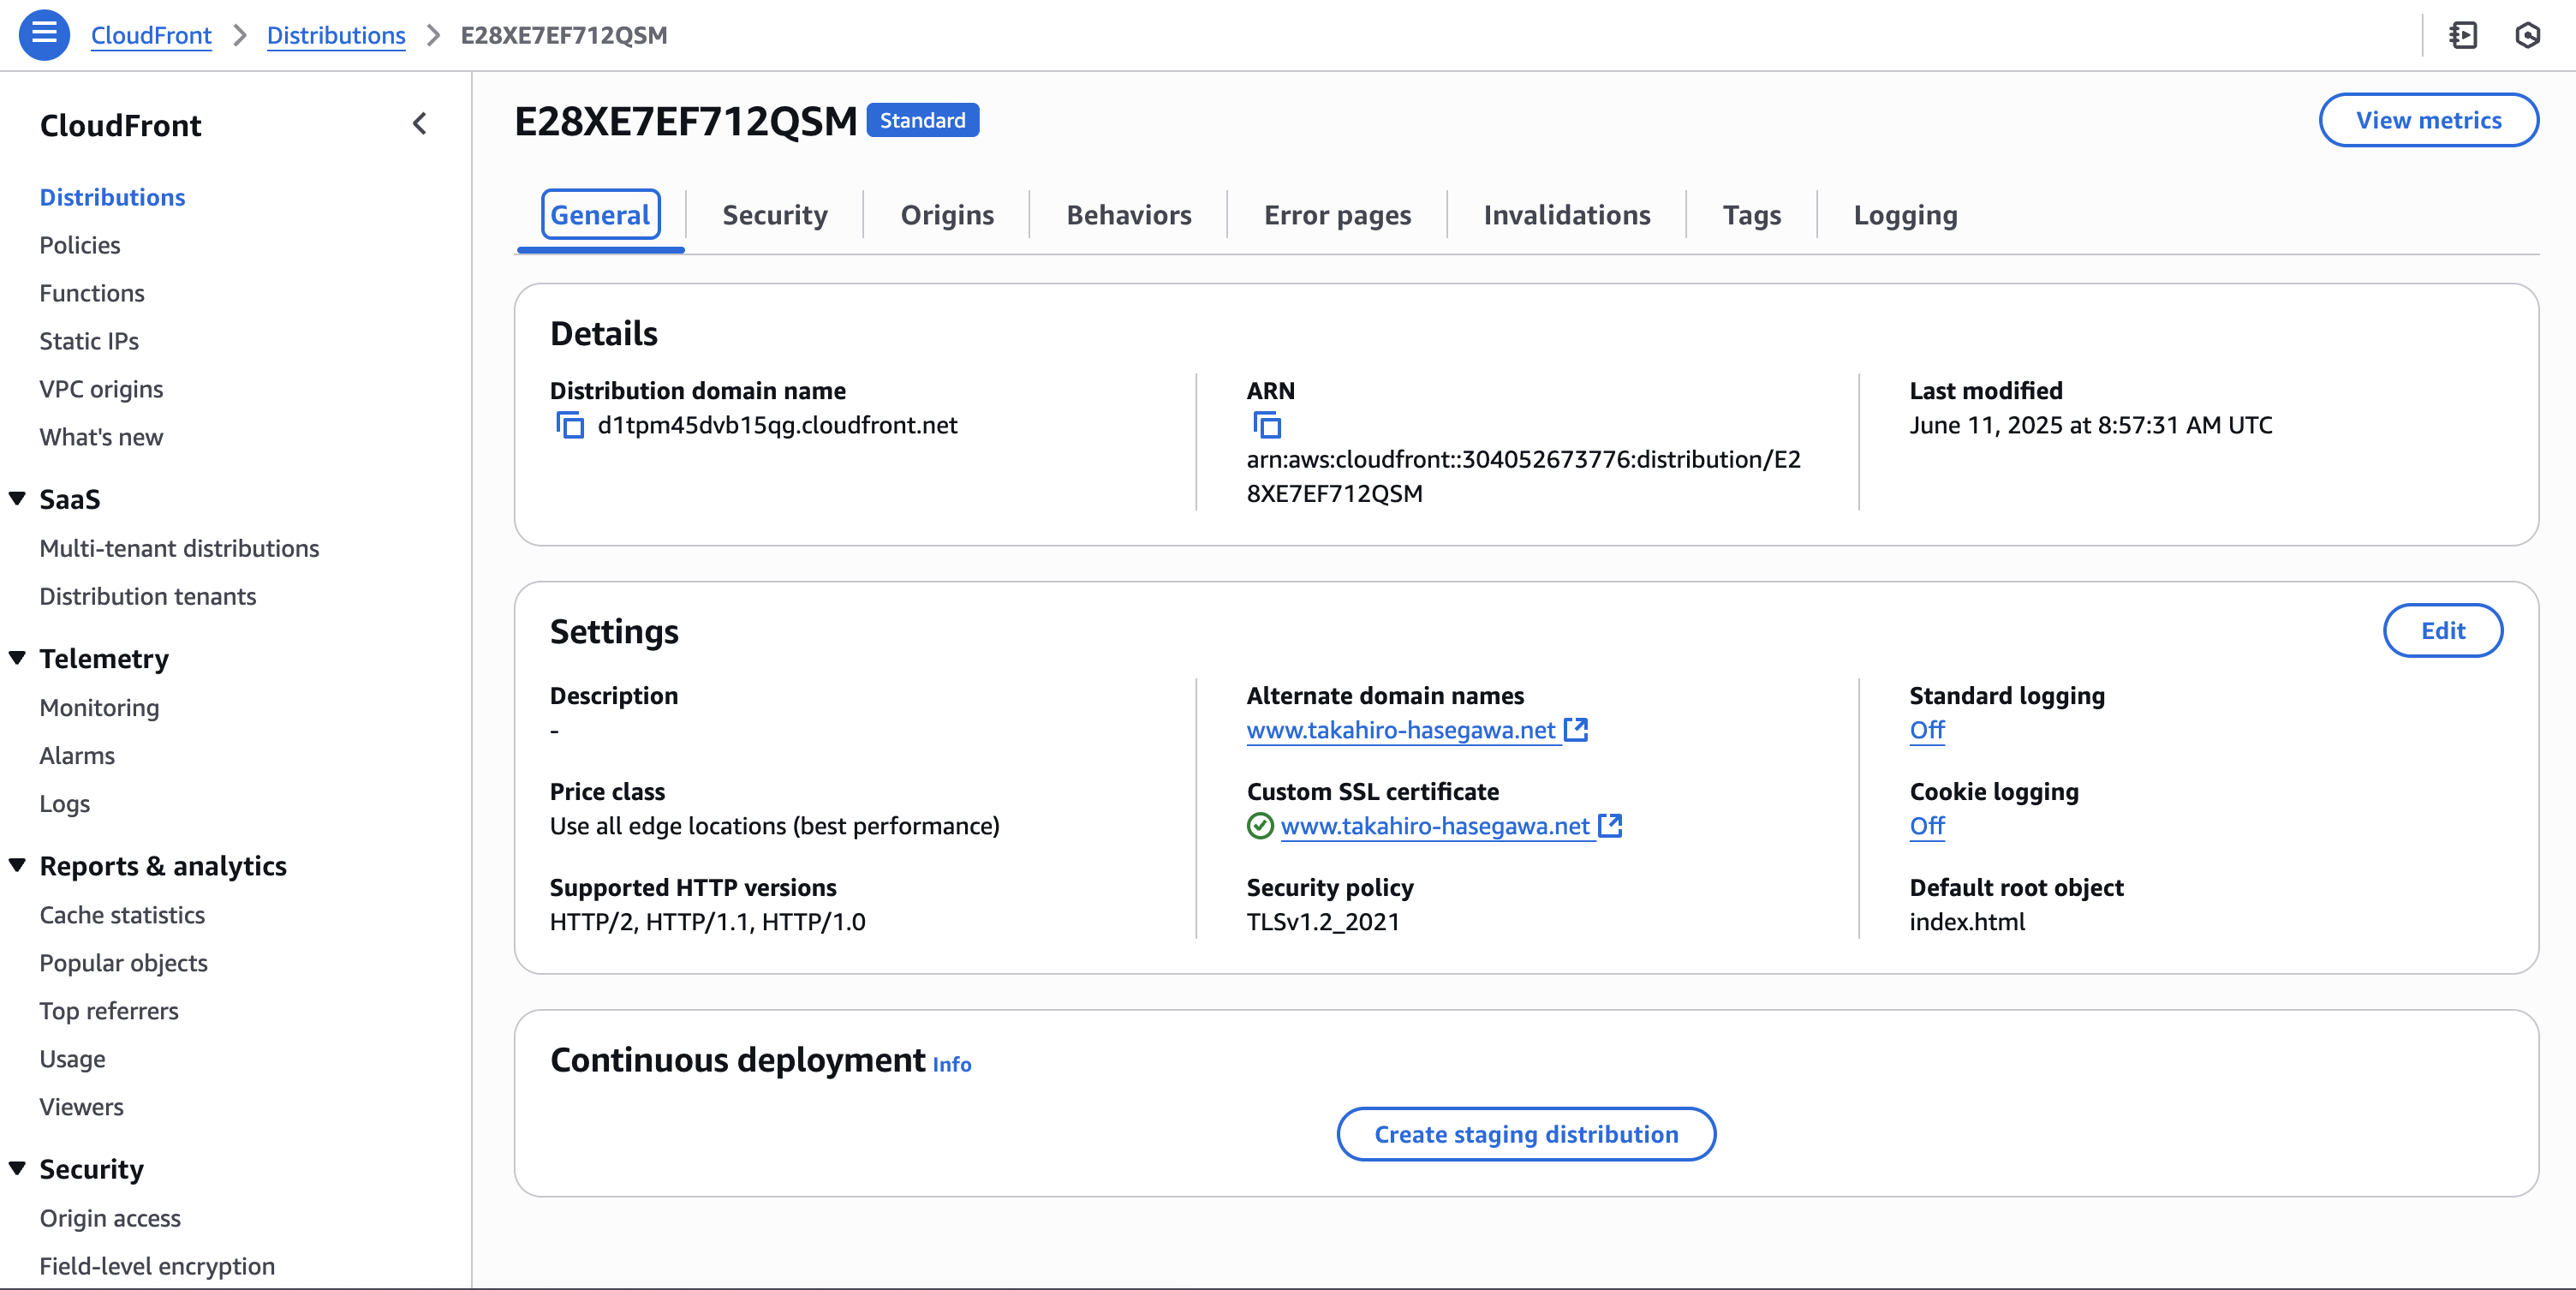 CloudFront > Distributions > E28XE7EF712QSM
CloudFront
Distributions
Policies
Functions
Static IPs
VPC origins
What's new
SaaS
Multi-tenant distributions
Distribution tenants
Telemetry
Monitoring
Alarms
Logs
Reports & analytics
Cache statistics
Popular objects
Top referrers
Usage
Viewers
Security
Origin access
Field-level encryption
E28XE7EF712QSM Standard
View metrics
General Security Origins Behaviors Error pages Invalidations Tags Logging
Details
Distribution domain name
d1tpm45dvb15qg.cloudfront.net
ARN
arn:aws:cloudfront::304052673776:distribution/E2
8XE7EF712QSM
Last modified
June 11, 2025 at 8:57:31 AM UTC
Settings
Edit
Description
-
Price class
Use all edge locations (best performance)
Supported HTTP versions
HTTP/2, HTTP/1.1, HTTP/1.0
Alternate domain names
www.takahiro-hasegawa.net
Custom SSL certificate
www.takahiro-hasegawa.net
Security policy
TLSv1.2_2021
Standard logging
Off
Cookie logging
Off
Default root object
index.html
Continuous deployment Info
Create staging distribution